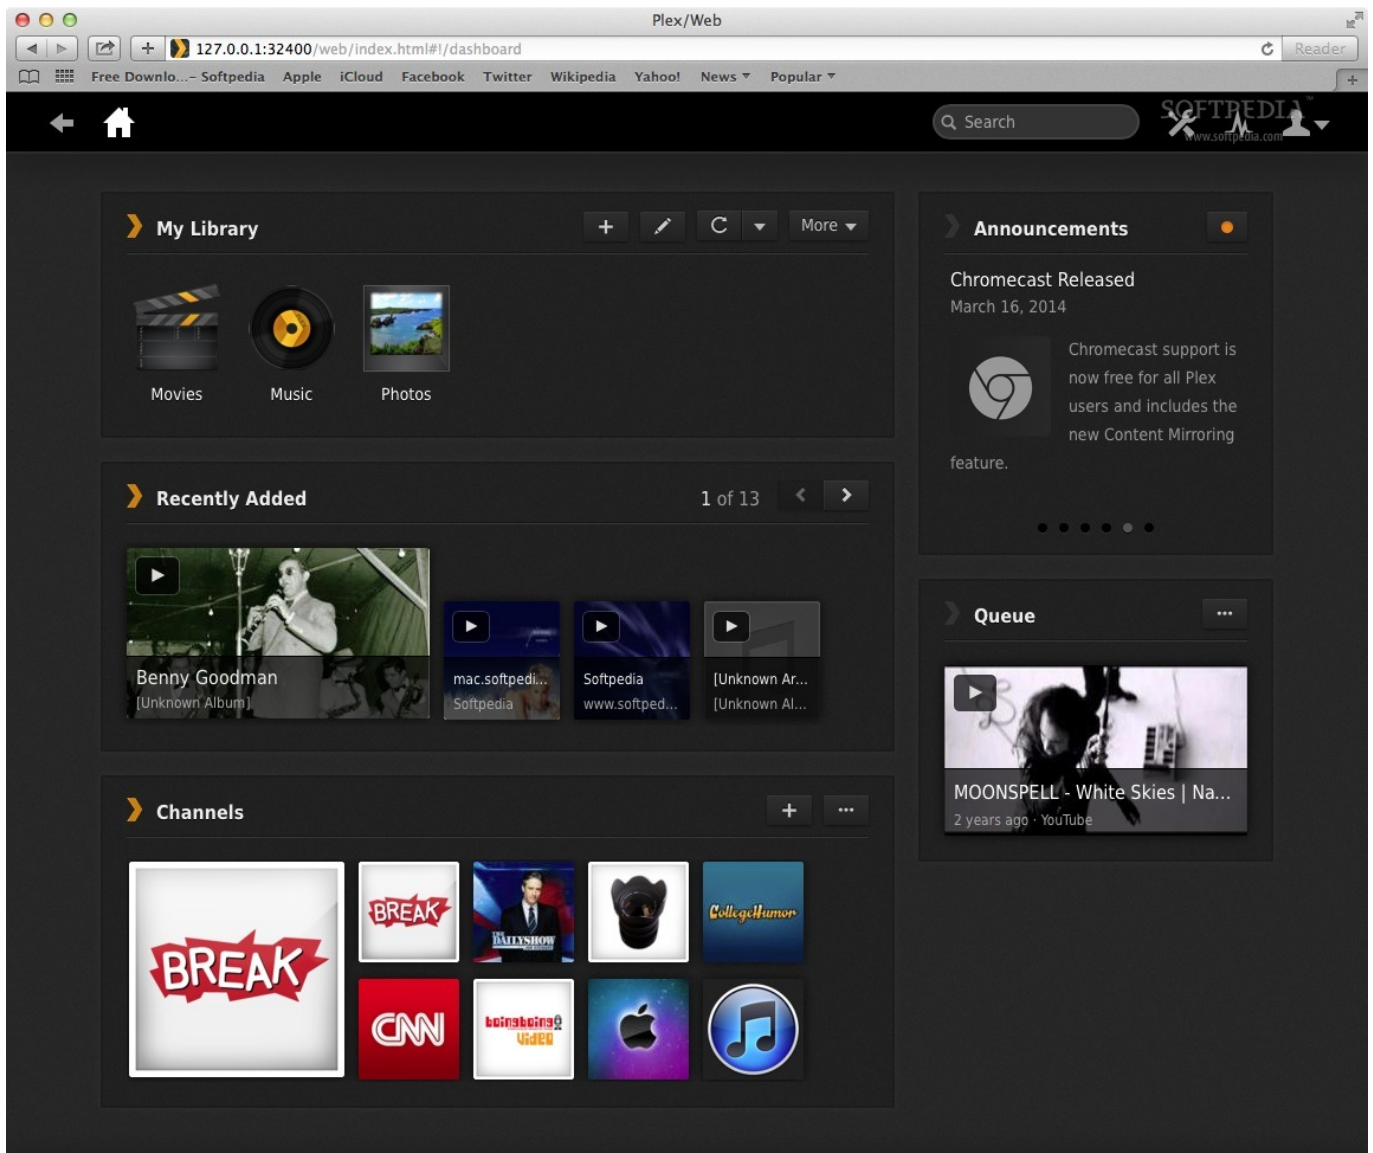 Plex/Web
127.0.0.1:32400/web/index.html#!/dashboard
Reader
Free Downlo...– Softpedia Apple iCloud Facebook Twitter Wikipedia Yahoo! News Popular
Search
SOFTPEDIA™
www.softpedia.com
My Library
More
Movies Music Photos
Announcements
Chromecast Released
March 16, 2014
Chromecast support is
now free for all Plex
users and includes the
new Content Mirroring
feature.
Recently Added
1 of 13
Benny Goodman
[Unknown Album]
mac.softpedi...
Softpedia
Softpedia
www.softped...
[Unknown Ar...
[Unknown Al...
Queue
MOONSPELL - White Skies | Na...
2 years ago · YouTube
Channels
BREAK
BREAK
THE
DAILYSHOW
CollegeHumor
CNN
boingboing
Video